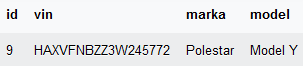 id vin marka model
9 HAXVFNBZZ3W245772 Polestar Model Y